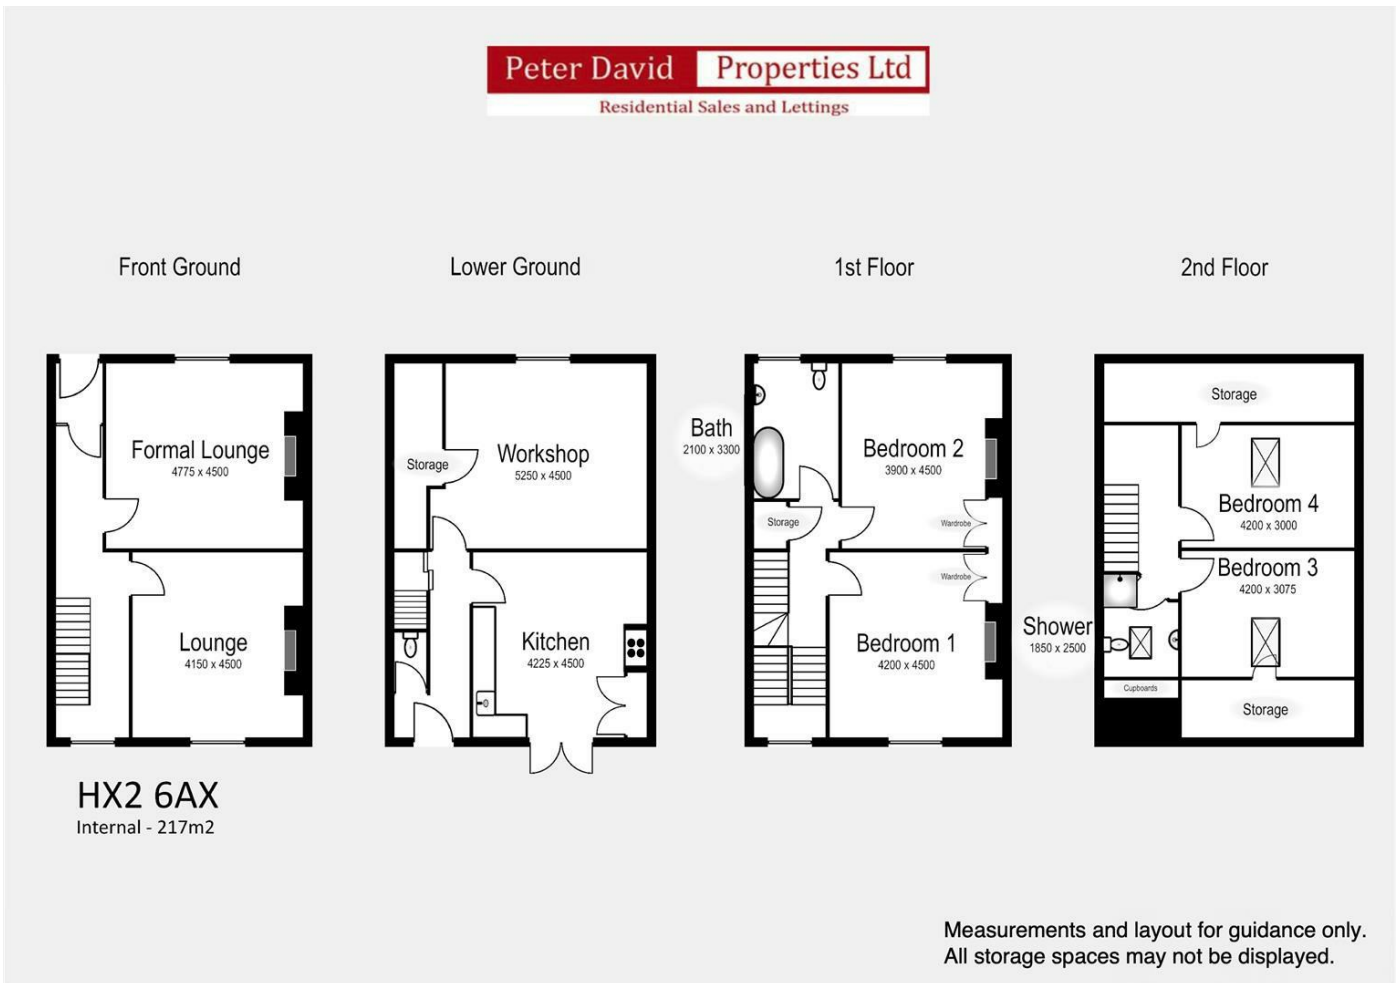 Peter David Properties Ltd
Residential Sales and Lettings
Front Ground
Lower Ground
1st Floor
2nd Floor
Formal Lounge
4775 x 4500
Lounge
4150 x 4500
Storage
Workshop
5250 x 4500
Kitchen
4225 x 4500
Bath
2100 x 3300
Bedroom 2
3900 x 4500
Storage
Wardrobe
Wardrobe
Bedroom 1
4200 x 4500
Storage
Bedroom 4
4200 x 3000
Bedroom 3
4200 x 3075
Shower
1850 x 2500
Cupboards
Storage
HX2 6AX
Internal - 217m2
Measurements and layout for guidance only.
All storage spaces may not be displayed.